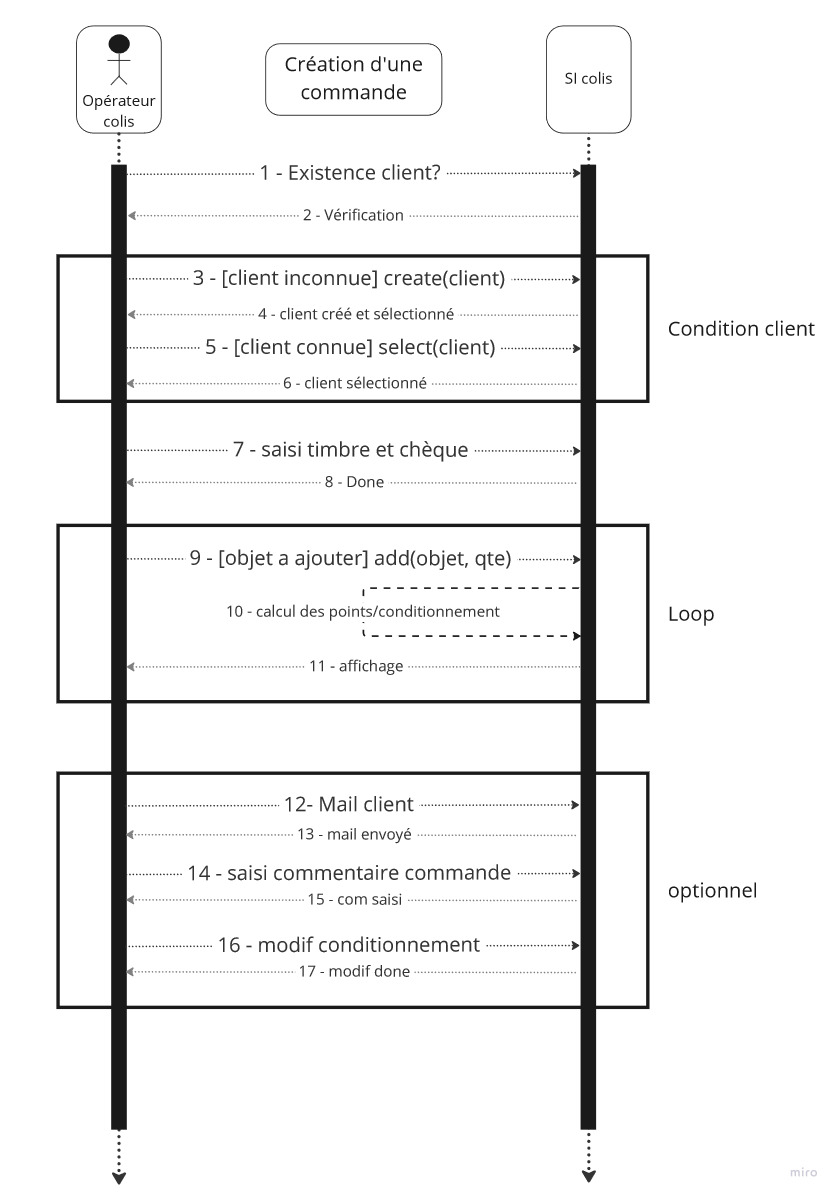 Opérateur
colis
Création d'une
commande
SI colis
1 - Existence client?
2 - Vérification
3 - [client inconnue] create(client)
4 - client créé et sélectionné
Condition client
5 - [client connue] select(client)
6 - client sélectionné
7 - saisi timbre et chèque
8 - Done
9 - [objet a ajouter] add(objet, qte)
10 - calcul des points/conditionnement
Loop
11 - affichage
12- Mail client
13 - mail envoyé
14 - saisi commentaire commande
optionnel
15 - com saisi
16 - modif conditionnement
17 - modif done
miro